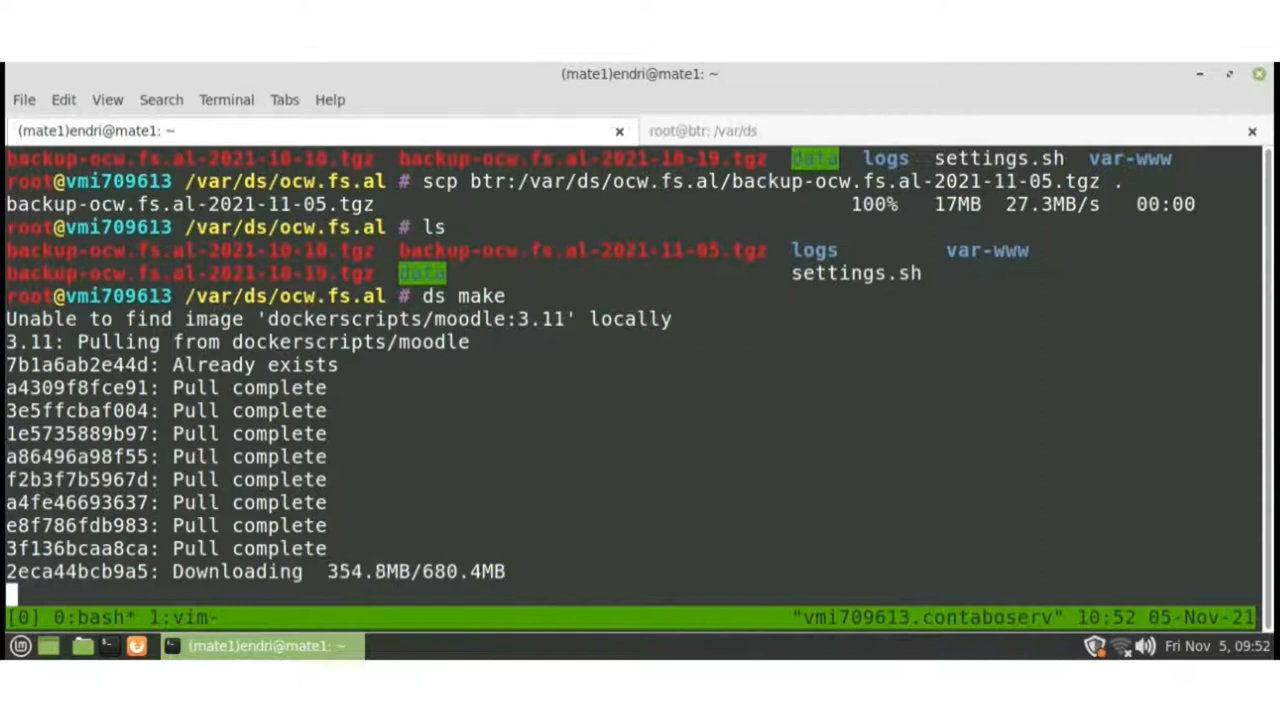 (mate1)endri@mate1: ~
File Edit View Search Terminal Tabs Help
(mate1)endri@mate1: ~ root@btr: /var/ds
backup-ocw.fs.al-2021-10-10.tgz backup-ocw.fs.al-2021-10-19.tgz data logs settings.sh var-www
root@vmi709613 /var/ds/ocw.fs.al # scp btr:/var/ds/ocw.fs.al/backup-ocw.fs.al-2021-11-05.tgz .
backup-ocw.fs.al-2021-11-05.tgz 100% 17MB 27.3MB/s 00:00
root@vmi709613 /var/ds/ocw.fs.al # ls
backup-ocw.fs.al-2021-10-10.tgz backup-ocw.fs.al-2021-11-05.tgz logs var-www
backup-ocw.fs.al-2021-10-19.tgz data settings.sh
root@vmi709613 /var/ds/ocw.fs.al # ds make
Unable to find image 'dockerscripts/moodle:3.11' locally
3.11: Pulling from dockerscripts/moodle
7b1a6ab2e44d: Already exists
a4309f8fce91: Pull complete
3e5ffcbaf004: Pull complete
1e5735889b97: Pull complete
a86496a98f55: Pull complete
f2b3f7b5967d: Pull complete
a4fe46693637: Pull complete
e8f786fdb983: Pull complete
3f136bcaa8ca: Pull complete
2eca44bcb9a5: Downloading 354.8MB/680.4MB
[0] 0:bash* 1:vim- "vmi709613.contaboserv" 10:52 05-Nov-21
(mate1)endri@mate1: ~ Fri Nov 5, 09:52